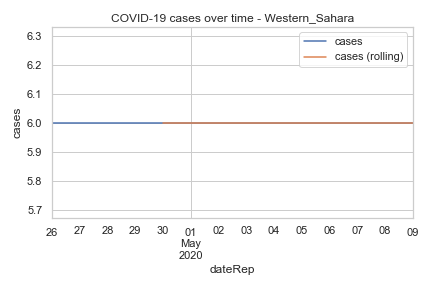 COVID-19 cases over time - Western_Sahara
cases
cases (rolling)
6.3
6.2
6.1
6.0
5.9
5.8
5.7
cases
26 27 28 29 30 01 02 03 04 05 06 07 08 09
May
2020
dateRep